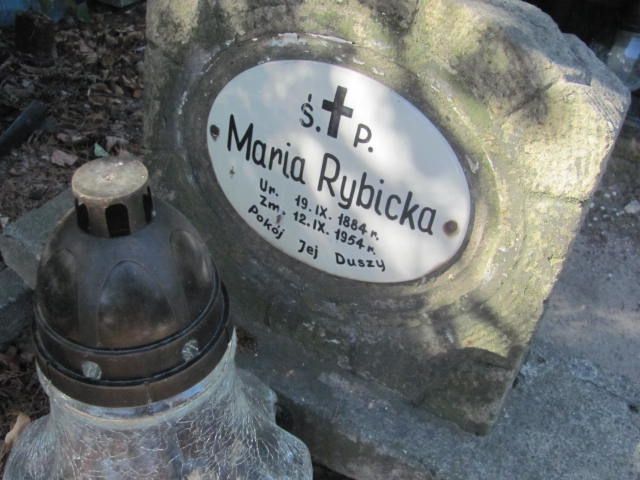 Ś. P.
Maria Rybicka
Ur. 19. IX. 1884 r.
Zm. 12. IX. 1954 r.
Pokój Jej Duszy